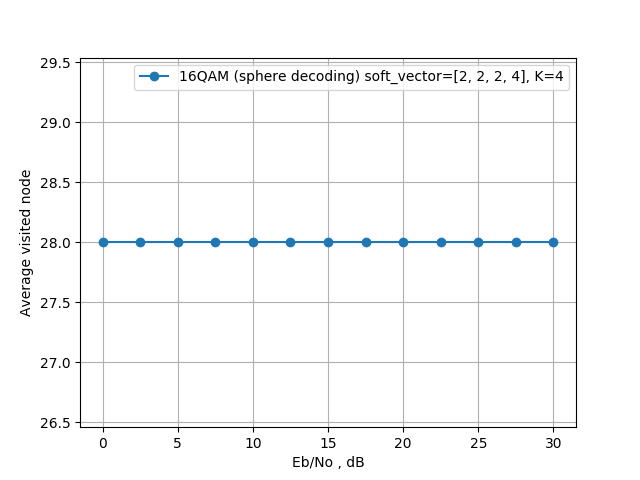 29.5
16QAM (sphere decoding) soft_vector=[2, 2, 2, 4], K=4
29.0
28.5
28.0
27.5
27.0
26.5
Average visited node
0 5 10 15 20 25 30
Eb/No , dB